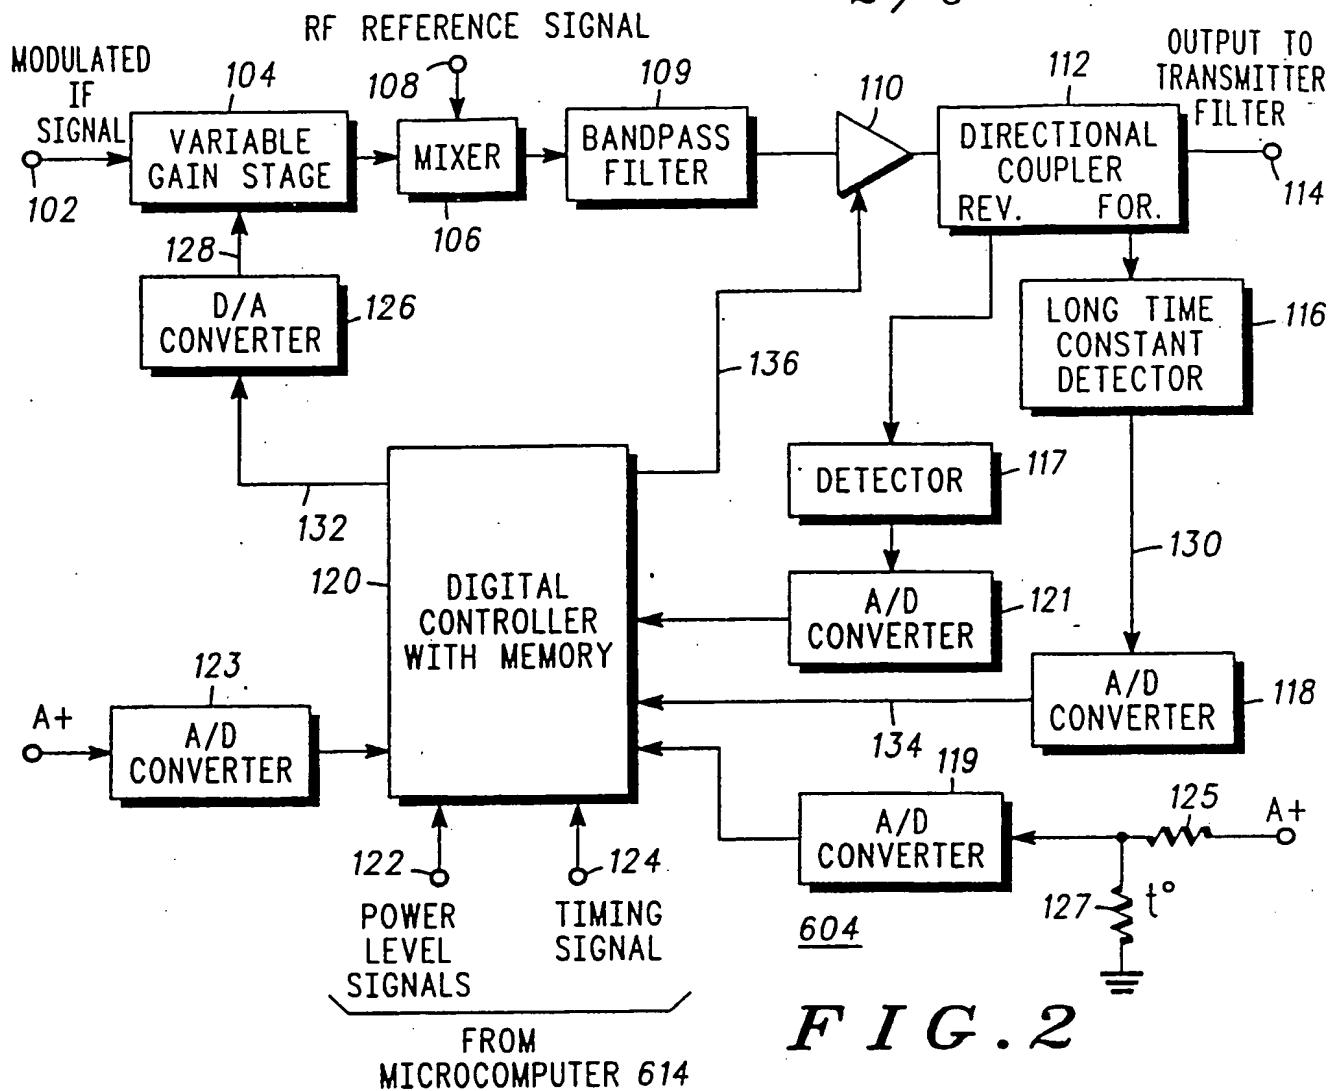 RF REFERENCE SIGNAL
MODULATED
IF
SIGNAL
102
104
VARIABLE
GAIN STAGE
108
MIXER
106
109
BANDPASS
FILTER
110
112
DIRECTIONAL
COUPLER
REV. FOR.
OUTPUT TO
TRANSMITTER
FILTER
114
128
D/A
CONVERTER
126
136
LONG TIME
CONSTANT
DETECTOR
116
132
DETECTOR
117
130
120
DIGITAL
CONTROLLER
WITH MEMORY
A/D
CONVERTER
121
A+
123
A/D
CONVERTER
134
A/D
CONVERTER
118
119
A/D
CONVERTER
125
A+
127
t°
122
POWER
LEVEL
SIGNALS
124
TIMING
SIGNAL
604
FROM
MICROCOMPUTER 614
FIG.2